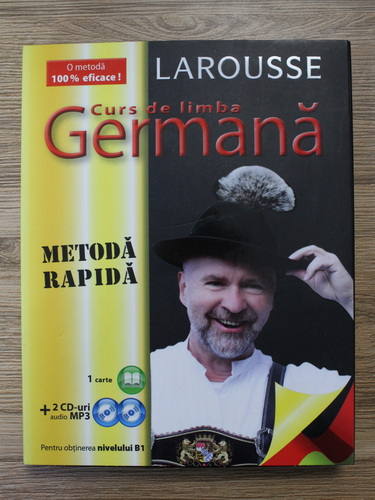 O metodă
100% eficace!
LAROUSSE
Curs de limba
Germană
METODĂ
RAPIDĂ
1 carte
+ 2 CD-uri
audio MP3
Pentru obținerea nivelului B1